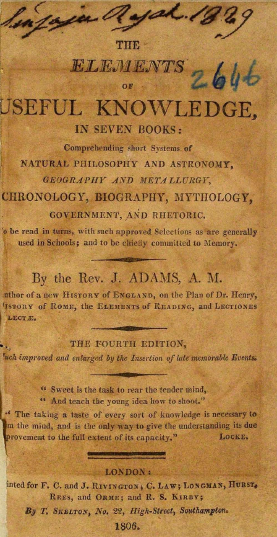 1829
THE
ELEMENTS
OF
2646
USEFUL KNOWLEDGE,
IN SEVEN BOOKS:
Comprehending short Systems of
NATURAL PHILOSOPHY AND ASTRONOMY,
GEOGRAPHY AND METALLURGY,
CHRONOLOGY, BIOGRAPHY, MYTHOLOGY,
GOVERNMENT, AND RHETORIC.
o be read in turns, with such approved Selections as are generally
used in Schools; and to be chiefly committed to Memory.
By the Rev. J. ADAMS, A. M.
uthor of a new HISTORY of ENGLAND, on the Plan of Dr. Henry,
HISTORY of ROME, the ELEMENTS of READING, and LECTIONES
LECTÆ.
THE FOURTH EDITION,
uch improved and enlarged by the Insertion of late memorable Events.
" Sweet is the task to rear the tender mind,
" And teach the young idea how to shoot."
" The taking a taste of every sort of knowledge is necessary to
m the mind, and is the only way to give the understanding its due
provement to the full extent of its capacity." LOCKE.
LONDON:
inted for F. C. and J. RIVINGTON, C. LAW; LONGMAN, HURST,
REES, and ORME; and R. S. KIRBY;
By T. SKELTON, No. 22, High-Street, Southampton.
1806.